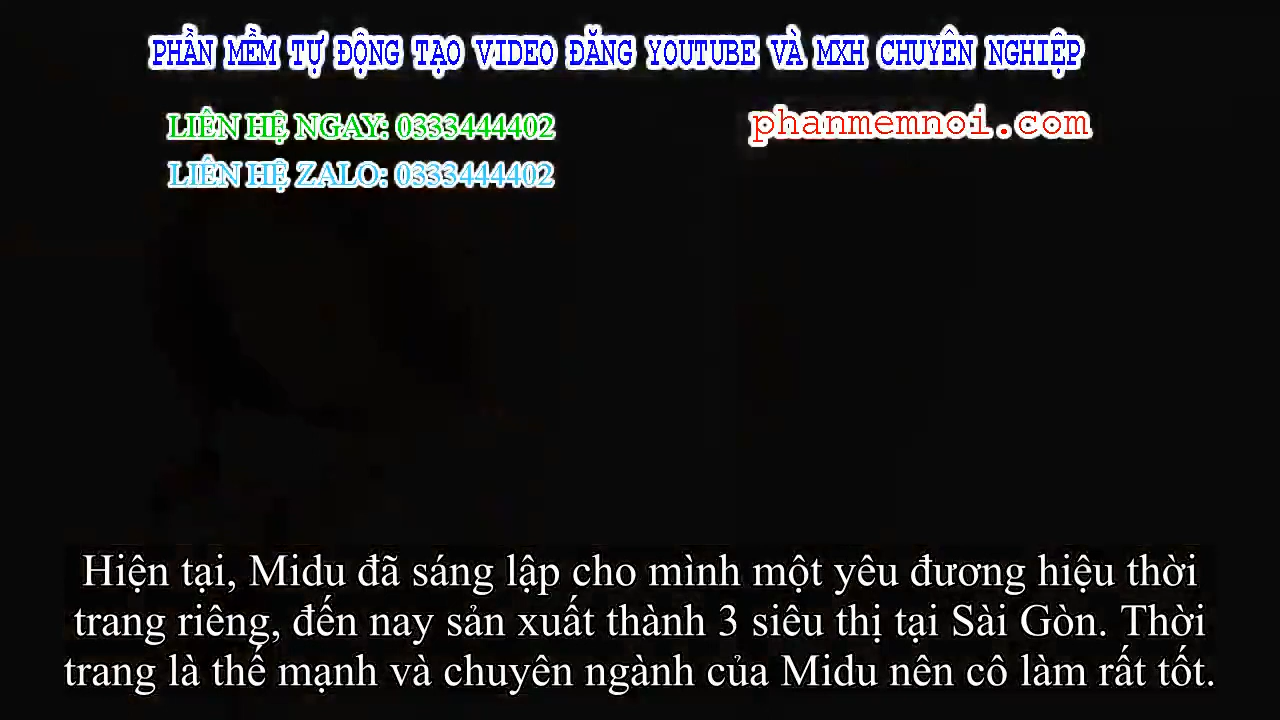 PHẦN MỀM TỰ ĐỘNG TẠO VIDEO ĐĂNG YOUTUBE VÀ MXH CHUYÊN NGHIỆP
LIÊN HỆ NGAY: 0333444402
phanmemnoi.com
LIÊN HỆ ZALO: 0333444402
Hiện tại, Midu đã sáng lập cho mình một yêu đương hiệu thời
trang riêng, đến nay sản xuất thành 3 siêu thị tại Sài Gòn. Thời
trang là thế mạnh và chuyên ngành của Midu nên cô làm rất tốt.